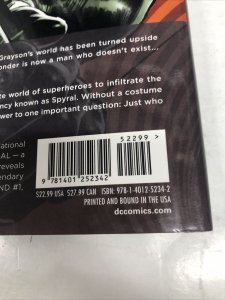 Grayson's world has been turned upside
onder is now a man who doesn't exist...
te world of superheroes to infiltrate the
ncy known as Spyral. Without a costume
wer to one important question: Just who
ational
AL — a
reveals
endary
ND #1,
52299 >
9 781401 252342
$22.99 USA $27.99 CAN ISBN: 978-1-4012-5234-2
PRINTED AND BOUND IN THE USA
dccomics.com